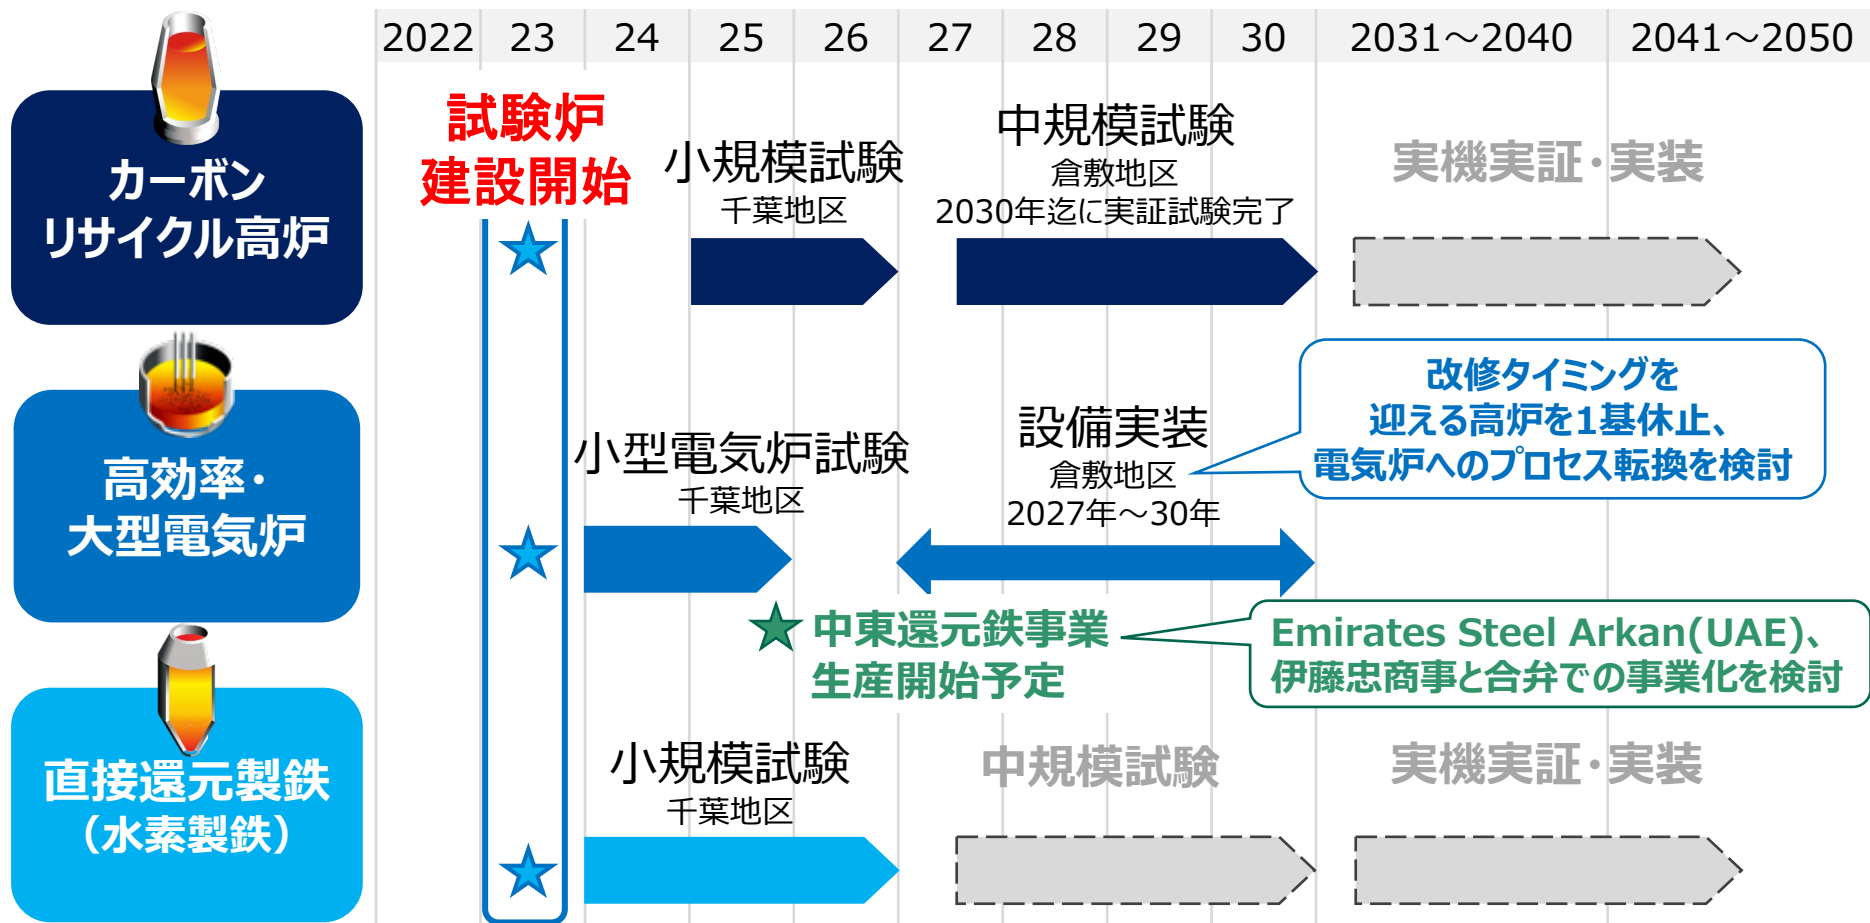 2022 23 24 25 26 27 28 29 30 2031～2040 2041～2050
カーボン
リサイクル高炉
試験炉
建設開始
小規模試験
千葉地区
中規模試験
倉敷地区
2030年迄に実証試験完了
実機実証･実装
高効率･
大型電気炉
小型電気炉試験
千葉地区
設備実装
倉敷地区
2027年～30年
改修タイミングを
迎える高炉を1基休止、
電気炉へのプロセス転換を検討
中東還元鉄事業
生産開始予定
Emirates Steel Arkan(UAE)、
伊藤忠商事と合弁での事業化を検討
直接還元製鉄
（水素製鉄）
小規模試験
千葉地区
中規模試験
実機実証･実装